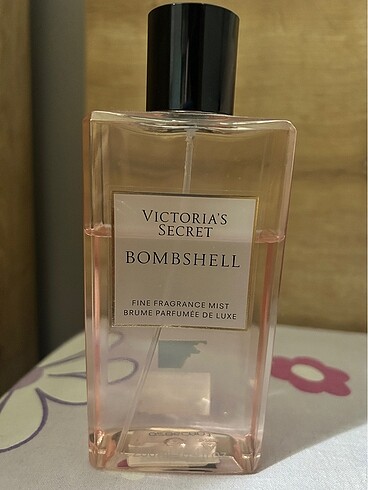 VICTORIA'S
SECRET
BOMBSHELL
FINE FRAGRANCE MIST
BRUME PARFUMÉE DE LUXE